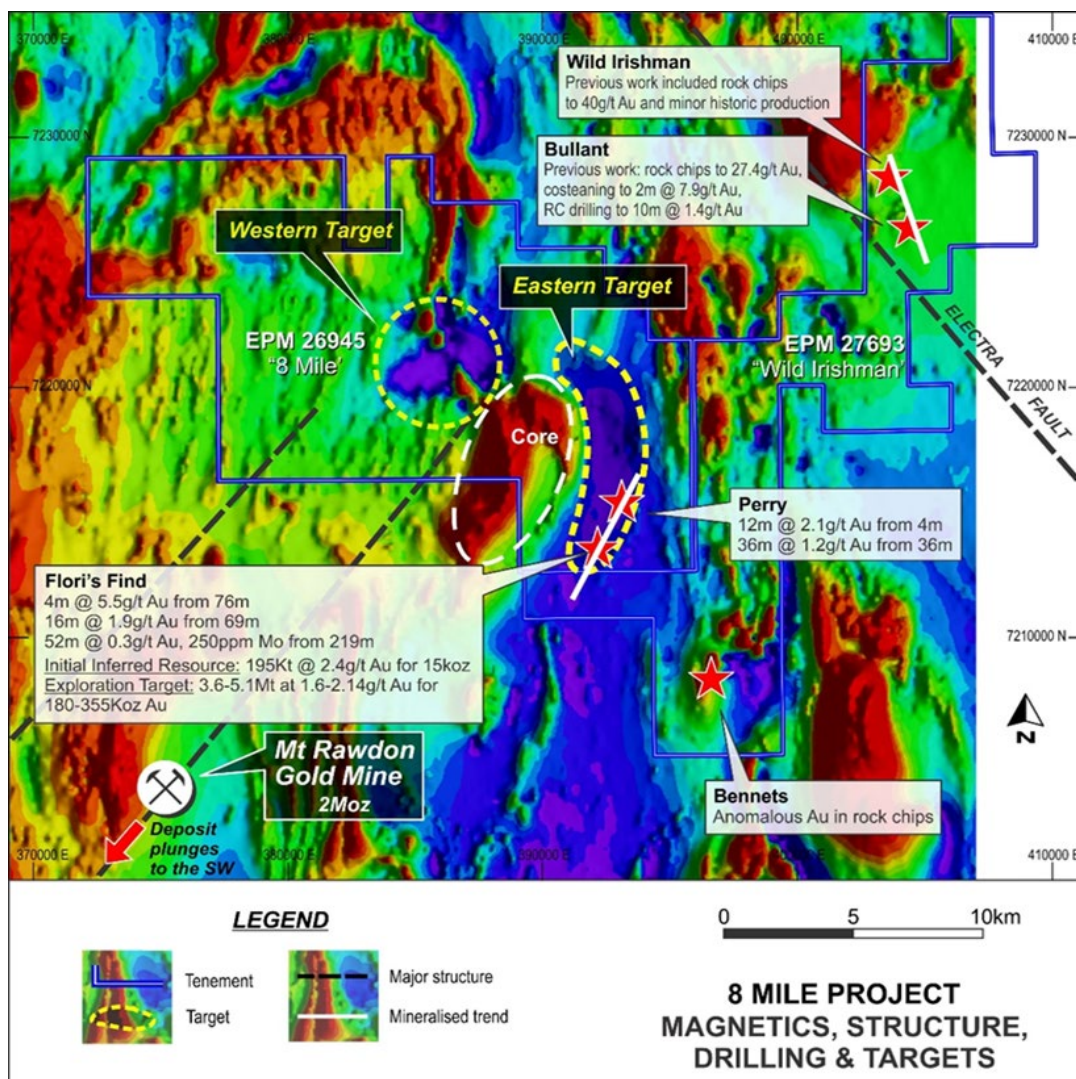 370000 E
380000 E
390000 E
400000 E
410000 E
Wild Irishman
Previous work included rock chips
to 40g/t Au and minor historic production
7230000 N
7230000 N
Bullant
Previous work: rock chips to 27.4g/t Au,
costeaning to 2m @ 7.9g/t Au,
RC drilling to 10m @ 1.4g/t Au
Western Target
Eastern Target
EPM 26945
"8 Mile'
EPM 27693
"Wild Irishman'
ELECTRA
FAULT
7220000 N
7220000 N
Core
Perry
12m @ 2.1g/t Au from 4m
36m @ 1.2g/t Au from 36m
Flori's Find
4m @ 5.5g/t Au from 76m
16m @ 1.9g/t Au from 69m
52m @ 0.3g/t Au, 250ppm Mo from 219m
Initial Inferred Resource: 195Kt @ 2.4g/t Au for 15koz
Exploration Target: 3.6-5.1Mt at 1.6-2.14g/t Au for
180-355Koz Au
7210000 N
N
Mt Rawdon
Gold Mine
2Moz
Deposit
plunges
to the SW
Bennets
Anomalous Au in rock chips
370000 E
380000 E
390000 E
400000 E
410000 E
LEGEND
Tenement
Target
Major structure
Mineralised trend
0 5 10km
8 MILE PROJECT
MAGNETICS, STRUCTURE,
DRILLING & TARGETS